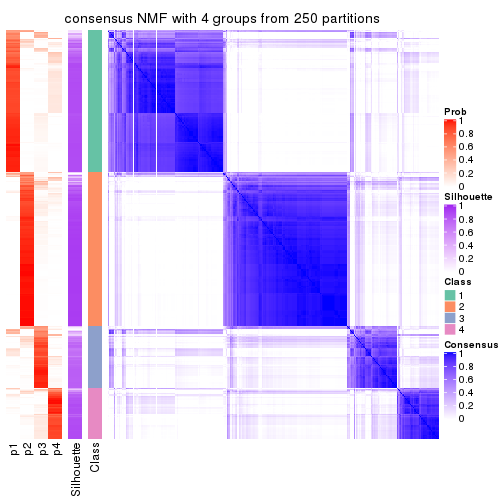 consensus NMF with 4 groups from 250 partitions
Prob
1
0.8
0.6
0.4
0.2
0
Silhouette
1
0.8
0.6
0.4
0.2
0
Class
1
2
3
4
Consensus
1
0.8
0.6
0.4
0.2
0
p1
p2
p3
p4
Silhouette
Class